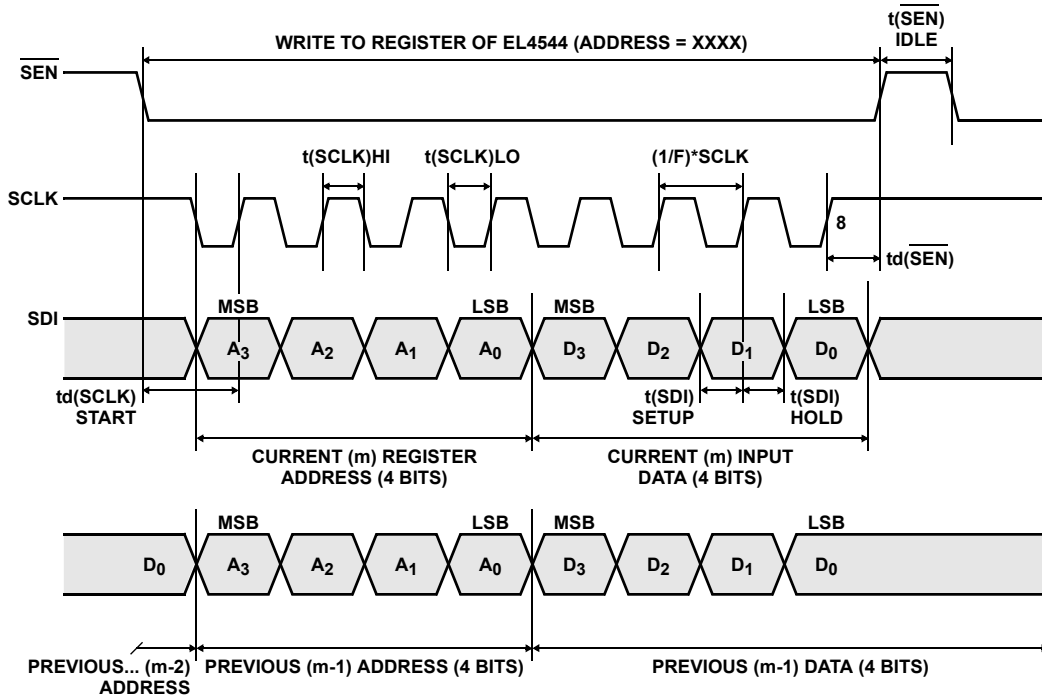 t(SEN)
IDLE
WRITE TO REGISTER OF EL4544 (ADDRESS = XXXX)
SEN
t(SCLK)HI t(SCLK)LO (1/F)*SCLK
SCLK
8
td(SEN)
MSB LSB MSB LSB
SDI
A3 A2 A1 A0 D3 D2 D1 D0
td(SCLK)
START
t(SDI)
SETUP
t(SDI)
HOLD
CURRENT (m) REGISTER
ADDRESS (4 BITS)
CURRENT (m) INPUT
DATA (4 BITS)
MSB LSB MSB LSB
D0 A3 A2 A1 A0 D3 D2 D1 D0
PREVIOUS... (m-2)
ADDRESS
PREVIOUS (m-1) ADDRESS (4 BITS)
PREVIOUS (m-1) DATA (4 BITS)